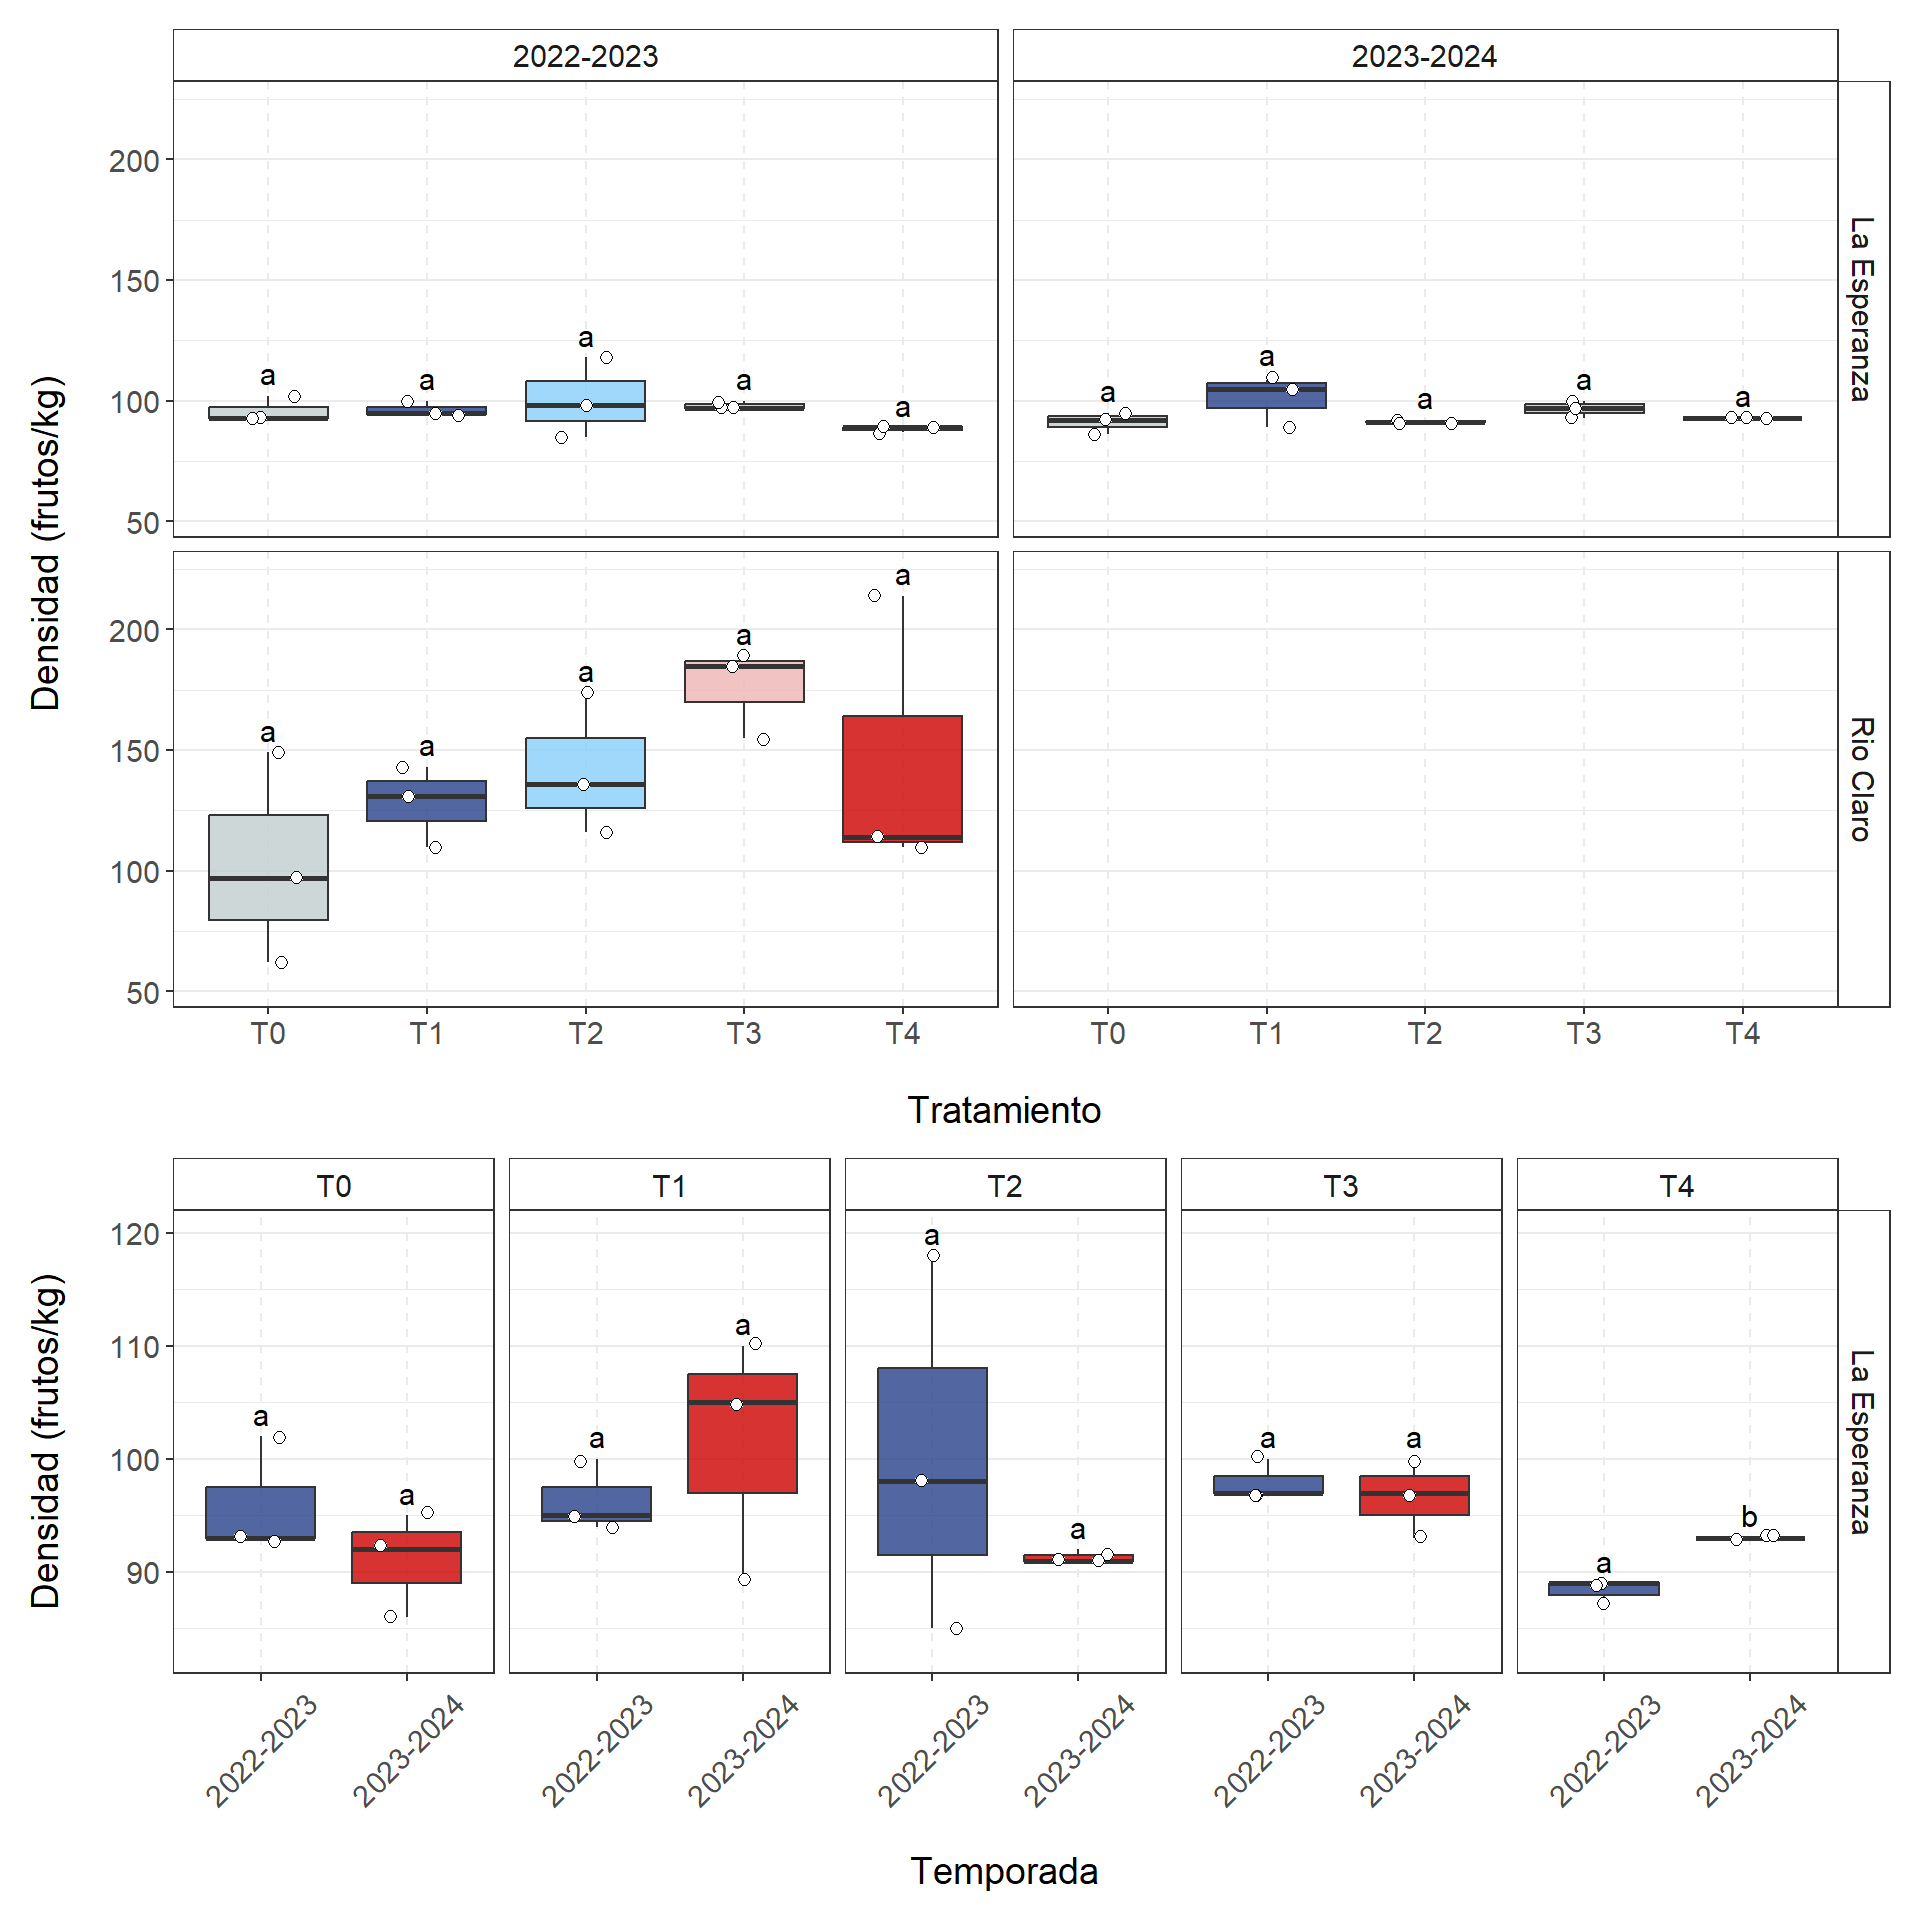 2022-2023 2023-2024
200
150
100
50
a a a a a
a a a a a
La Esperanza
Densidad (frutos/kg)
200
150
100
50
a a a a a
Rio Claro
T0 T1 T2 T3 T4
T0 T1 T2 T3 T4
Tratamiento
T0 T1 T2 T3 T4
120
110
100
90
a a
a a
a a
a a
a b
La Esperanza
Densidad (frutos/kg)
2022-2023 2023-2024 2022-2023 2023-2024 2022-2023 2023-2024 2022-2023 2023-2024 2022-2023 2023-2024
Temporada